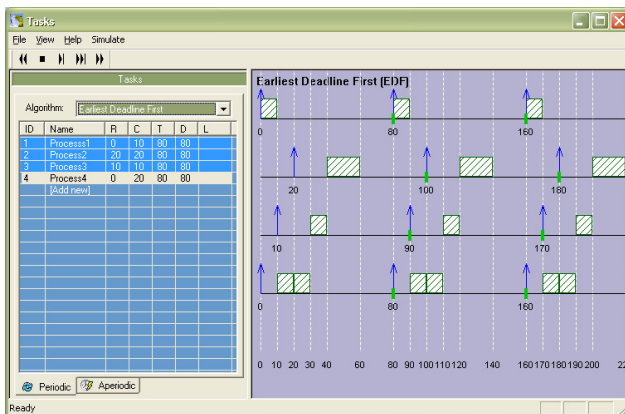 Tasks
File View Help Simulate
Tasks
Algorithm: Earliest Deadline First
ID Name R C T D L
1 Processs1 0 10 80 80
2 Process2 20 20 80 80
3 Process3 10 10 80 80
4 Process4 0 20 80 80
[Add new]
Periodic Aperiodic
Ready
Earliest Deadline First (EDF)
0 80 160
20 100 180
10 90 170
0 80 160
0 10 20 30 40 60 80 90 100 110 120 140 160 170 180 190 200 22